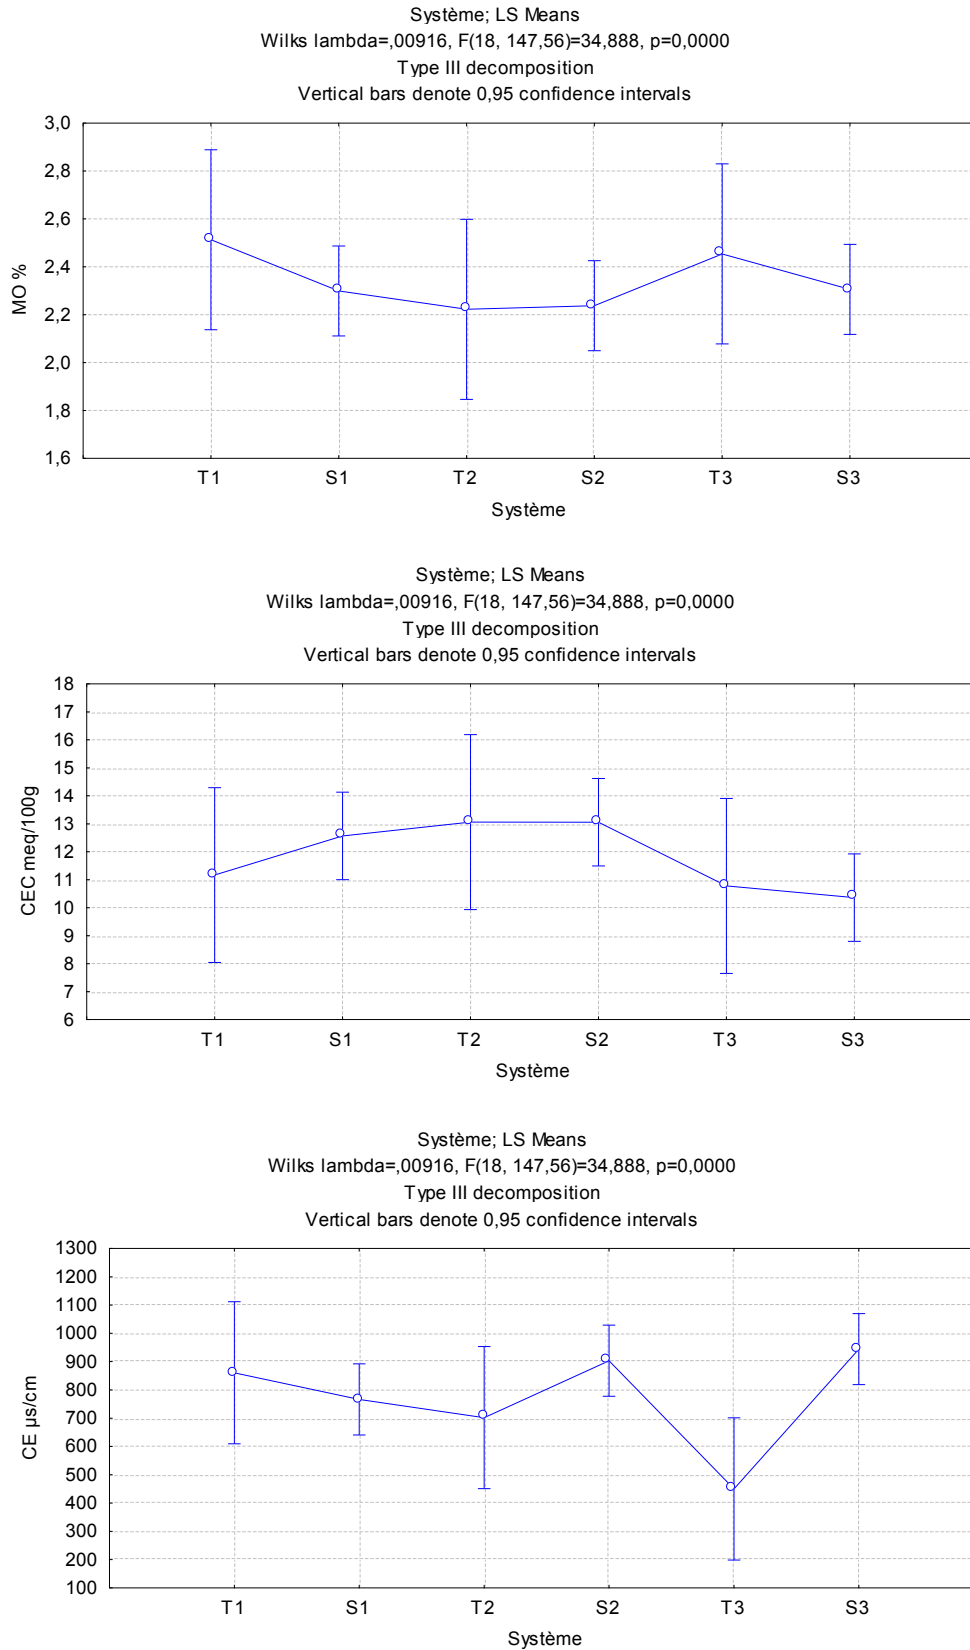 Système; LS Means
Wilks lambda=,00916, F(18, 147,56)=34,888, p=0,0000
Type III decomposition
Vertical bars denote 0,95 confidence intervals
3,0
2,8
2,6
2,4
2,2
2,0
1,8
1,6
MO %
T1 S1 T2 S2 T3 S3
Système
Système; LS Means
Wilks lambda=,00916, F(18, 147,56)=34,888, p=0,0000
Type III decomposition
Vertical bars denote 0,95 confidence intervals
18
17
16
15
14
13
12
11
10
9
8
7
6
CEC meq/100g
T1 S1 T2 S2 T3 S3
Système
Système; LS Means
Wilks lambda=,00916, F(18, 147,56)=34,888, p=0,0000
Type III decomposition
Vertical bars denote 0,95 confidence intervals
1300
1200
1100
1000
900
800
700
600
500
400
300
200
100
CE µs/cm
T1 S1 T2 S2 T3 S3
Système